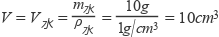 V = V水 = m水/ρ水 = 10g/1g/cm³ = 10cm³